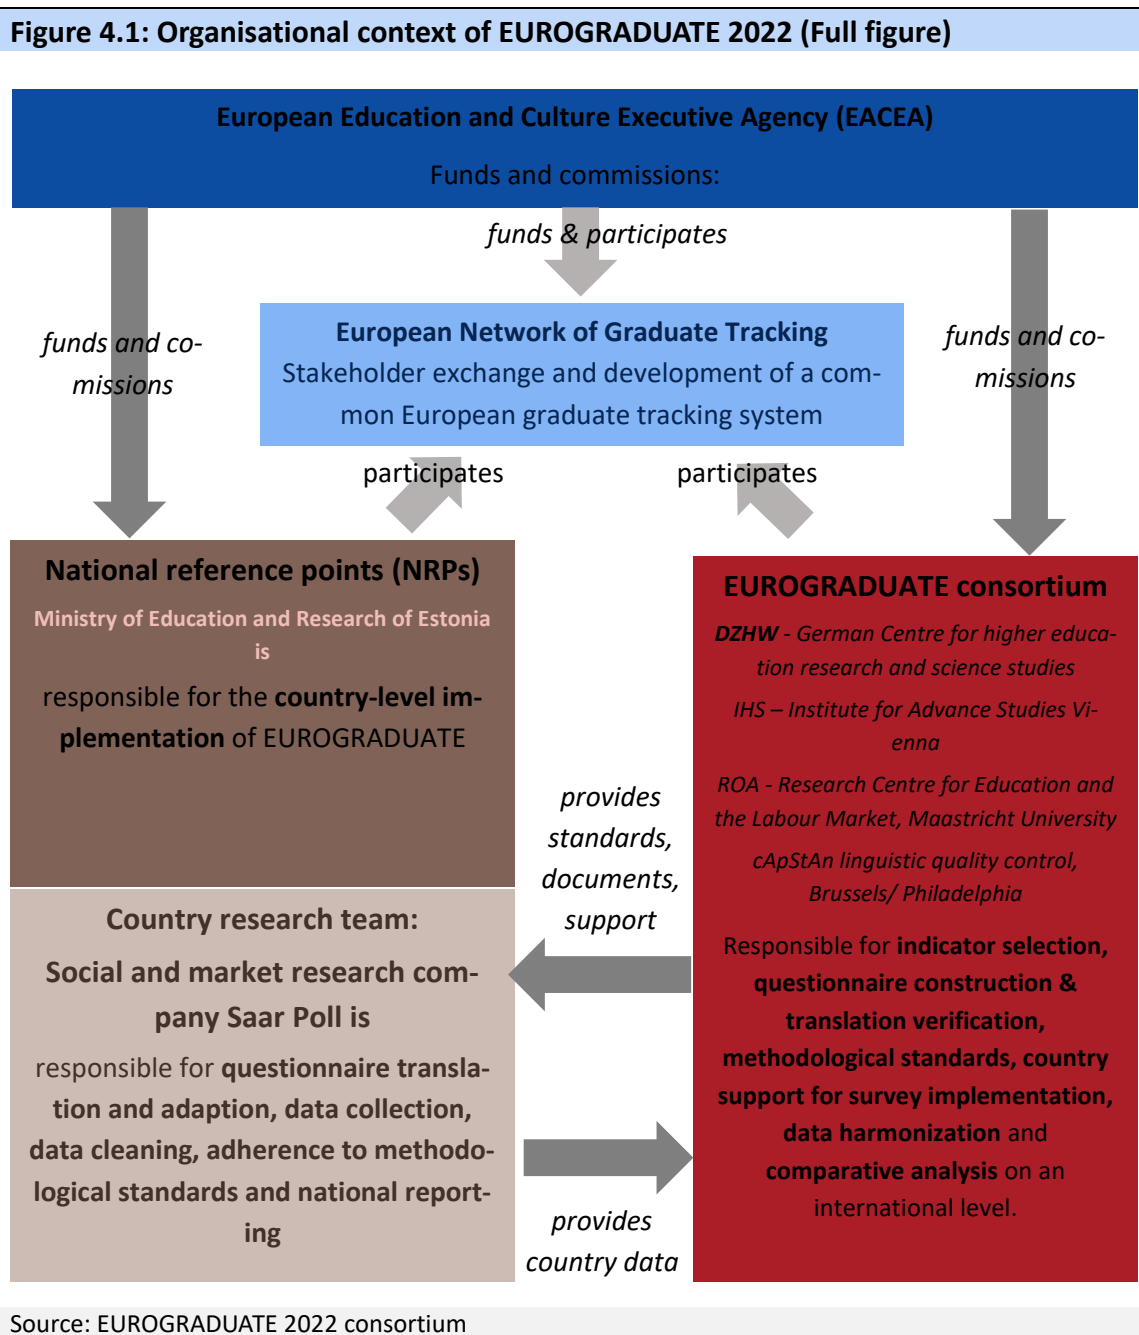 Figure 4.1: Organisational context of EUROGRADUATE 2022 (Full figure)
European Education and Culture Executive Agency (EACEA)
Funds and commissions:
funds & participates
funds and co-
missions
European Network of Graduate Tracking
Stakeholder exchange and development of a com-
mon European graduate tracking system
funds and co-
missions
participates
participates
National reference points (NRPs)
Ministry of Education and Research of Estonia
is
responsible for the country-level im-
plementation of EUROGRADUATE
EUROGRADUATE consortium
DZHW - German Centre for higher educa-
tion research and science studies
IHS – Institute for Advance Studies Vi-
enna
ROA - Research Centre for Education and
the Labour Market, Maastricht University
cApStAn linguistic quality control,
Brussels/ Philadelphia
Responsible for indicator selection,
questionnaire construction &
translation verification,
methodological standards, country
support for survey implementation,
data harmonization and
comparative analysis on an
international level.
provides
standards,
documents,
support
Country research team:
Social and market research com-
pany Saar Poll is
responsible for questionnaire transla-
tion and adaption, data collection,
data cleaning, adherence to methodo-
logical standards and national report-
ing
provides
country data
Source: EUROGRADUATE 2022 consortium